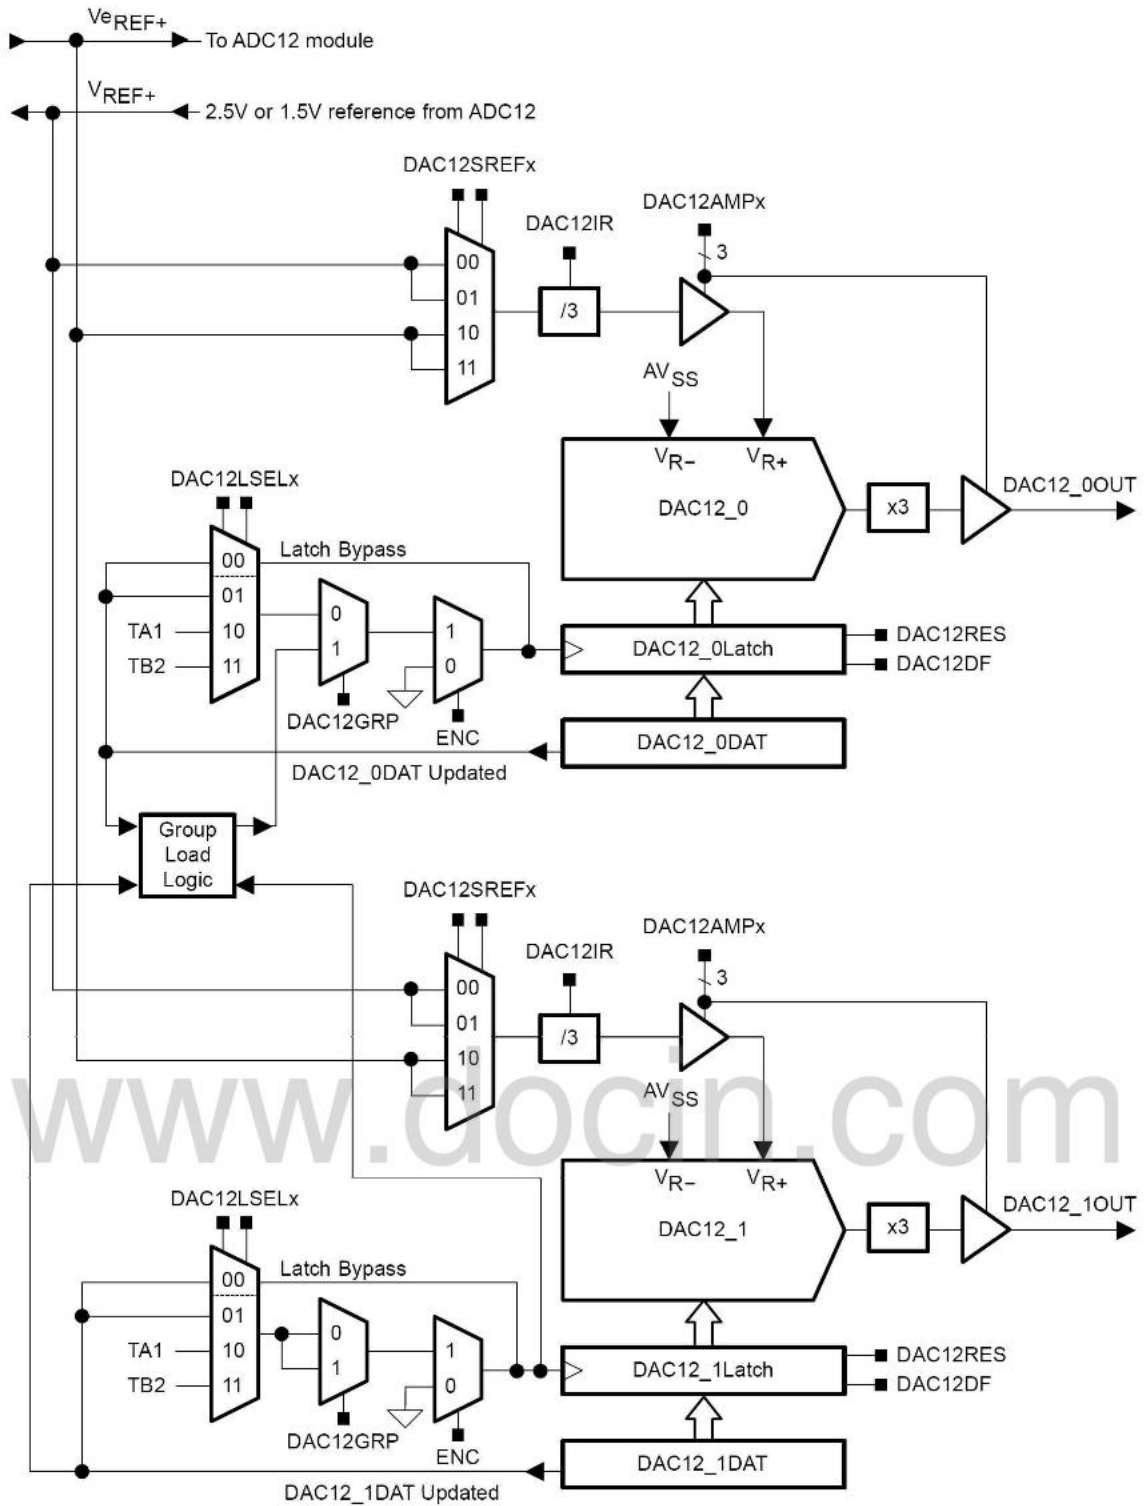 VeREF+
To ADC12 module
VREF+
2.5V or 1.5V reference from ADC12
DAC12SREFx
DAC12AMPx
DAC12IR
3
00
01
/3
10
11
AVSS
VR−
VR+
DAC12LSELx
DAC12_0
x3
DAC12_0OUT
Latch Bypass
00
01
0
TA1
10
1
1
TB2
11
0
DAC12_0Latch
DAC12RES
DAC12DF
DAC12GRP
ENC
DAC12_0DAT
DAC12_0DAT Updated
Group
Load
Logic
DAC12SREFx
DAC12AMPx
DAC12IR
3
00
01
/3
10
11
AVSS
www.docin.com
VR−
VR+
DAC12LSELx
DAC12_1
x3
DAC12_1OUT
Latch Bypass
00
01
0
TA1
10
1
1
TB2
11
0
DAC12_1Latch
DAC12RES
DAC12DF
DAC12GRP
ENC
DAC12_1DAT
DAC12_1DAT Updated